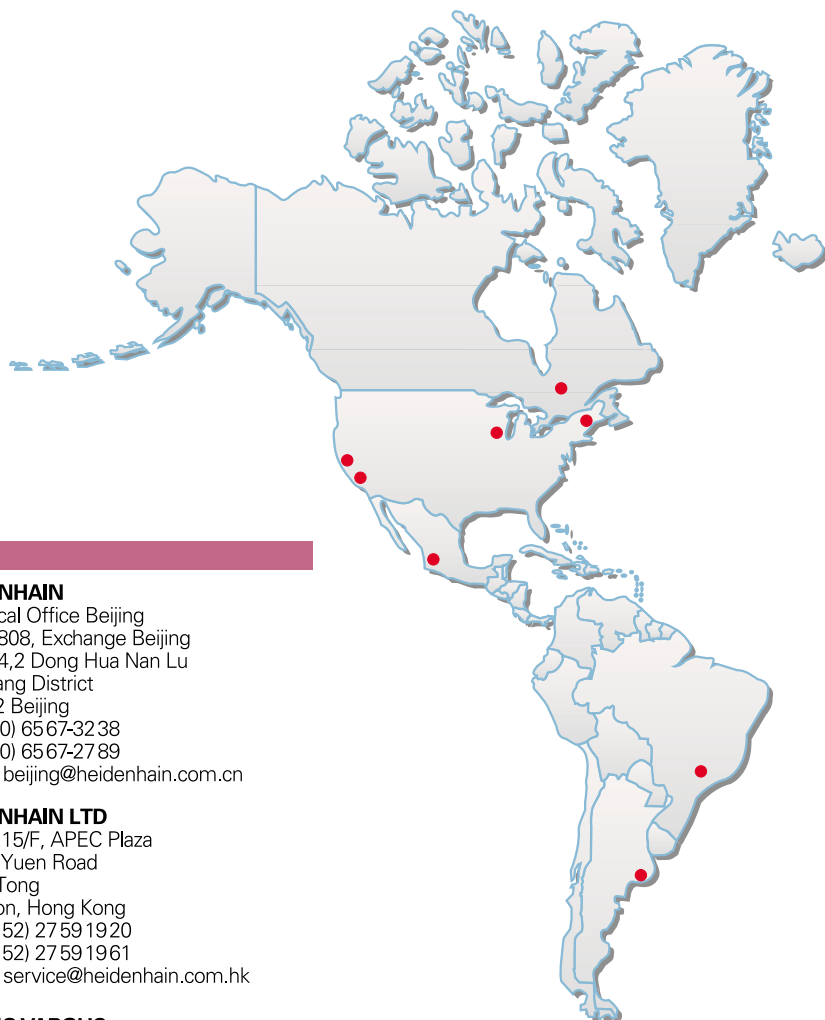 NHAIN
cal Office Beijing
808, Exchange Beijing
4,2 Dong Hua Nan Lu
ang District
2 Beijing
0) 6567-3238
0) 6567-2789
beijing@heidenhain.com.cn
NHAIN LTD
15/F, APEC Plaza
Yuen Road
Tong
on, Hong Kong
52) 27591920
52) 27591961
service@heidenhain.com.hk